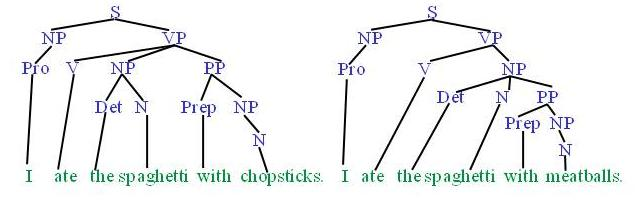 S S
NP VP NP VP
Pro V NP PP Pro V NP
Det N Prep NP Det N PP
Prep NP
N N
I ate the spaghetti with chopsticks. I ate the spaghetti with meatballs.